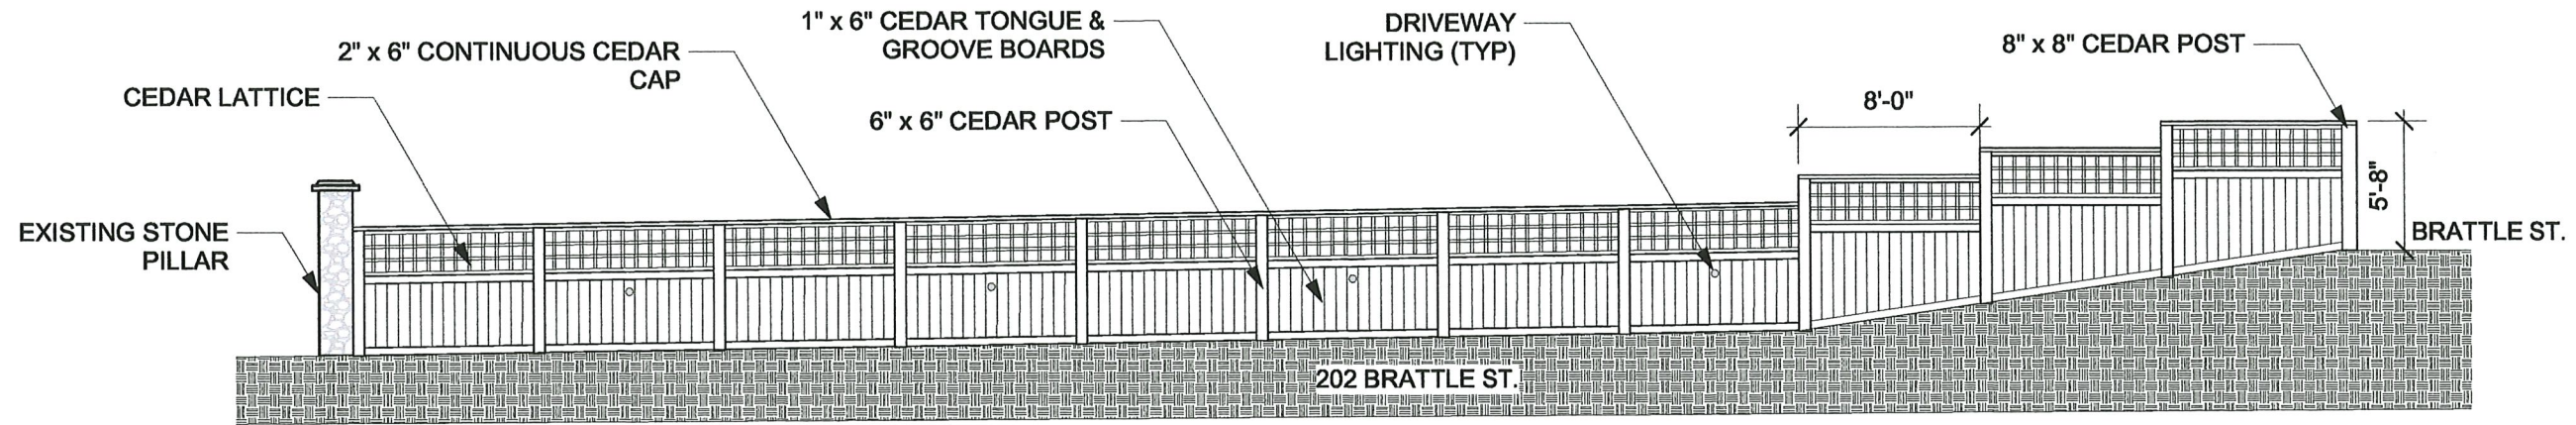 1" x 6" CEDAR TONGUE &
GROOVE BOARDS
2" x 6" CONTINUOUS CEDAR
CAP
DRIVEWAY
LIGHTING (TYP)
8" x 8" CEDAR POST
CEDAR LATTICE
6" x 6" CEDAR POST
8'-0"
5'-8"
EXISTING STONE
PILLAR
BRATTLE ST.
202 BRATTLE ST.